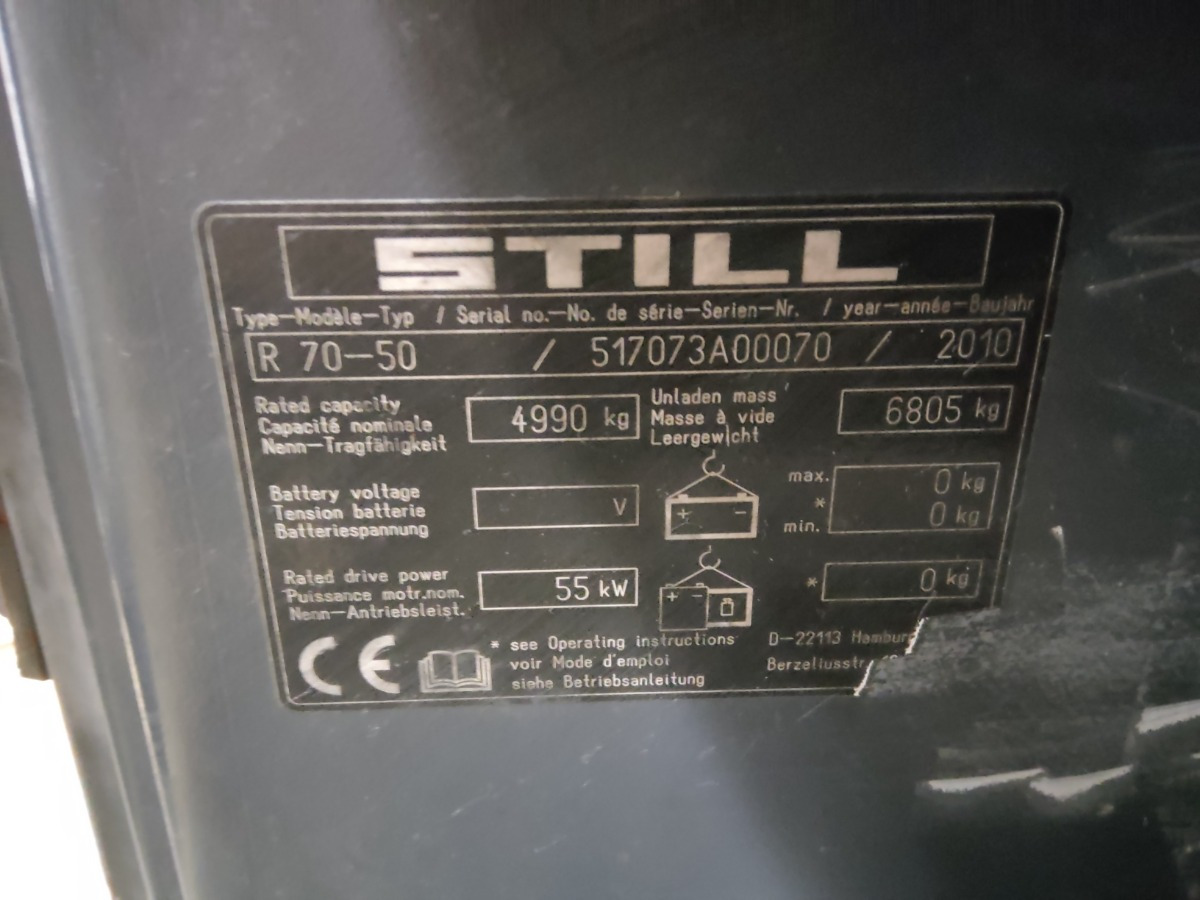 STILL
Type-Modèle-Typ / Serial no.-No. de série-Serien-Nr. / year-année-Baujahr
R 70-50 / 517073A00070 / 2010
Rated capacity
Capacité nominale
Nenn-Tragfähigkeit
4990 kg
Unladen mass
Masse à vide
Leergewicht
6805 kg
Battery voltage
Tension batterie
Batteriespannung
V
+ -
max.
*
min.
0 kg
0 kg
Rated drive power
Puissance motr.nom.
Nenn-Antriebsleist.
55 kW
+ -
*
0 kg
CE
* see Operating instructions
voir Mode d'emploi
siehe Betriebsanleitung
D-22113 Hamburg
Berzeliusstr.